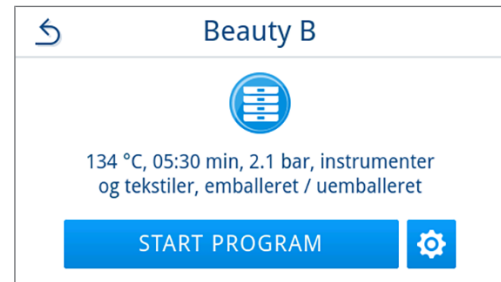 Beauty B
134 °C, 05:30 min, 2.1 bar, instrumenter
og tekstiler, emballeret / uemballeret
START PROGRAM